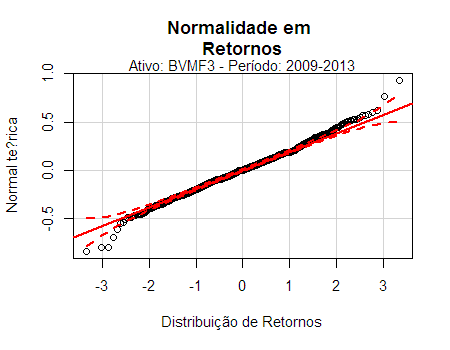 Normalidade em
Retornos
Ativo: BVMF3 - Período: 2009-2013
1.0
0.5
0.0
-0.5
Normal te?rica
-3 -2 -1 0 1 2 3
Distribuição de Retornos